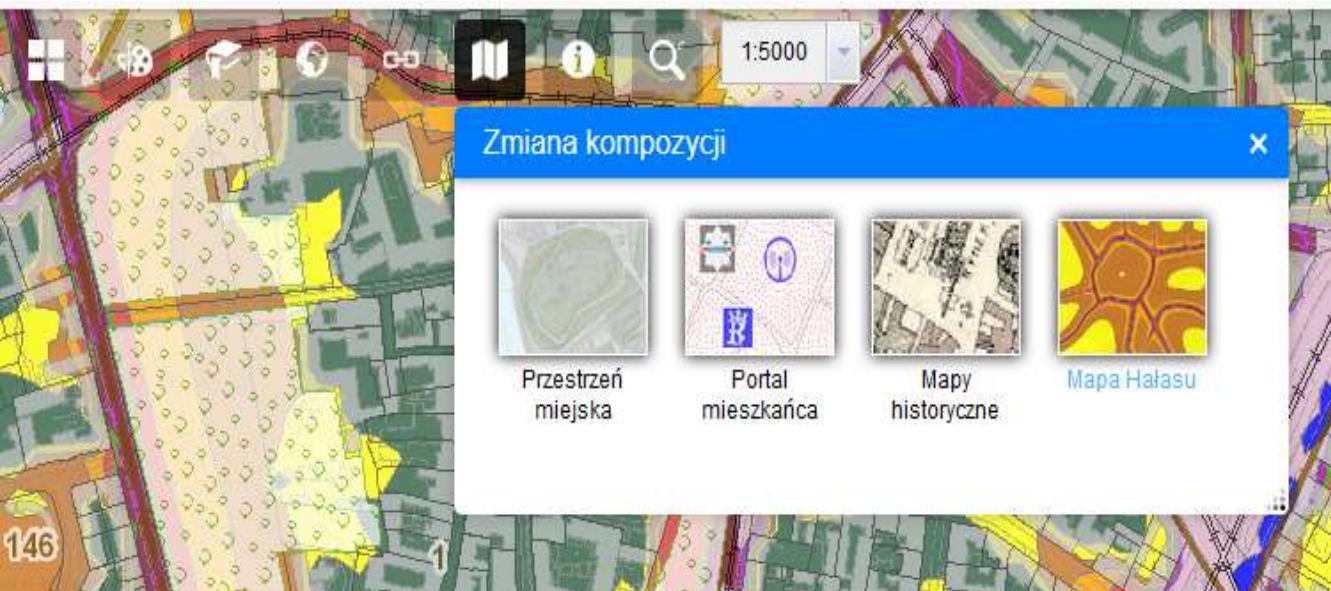 1:5000
Zmiana kompozycji
Przestrzeń
miejska
Portal
mieszkańca
Mapy
historyczne
Mapa Hałasu
146
1